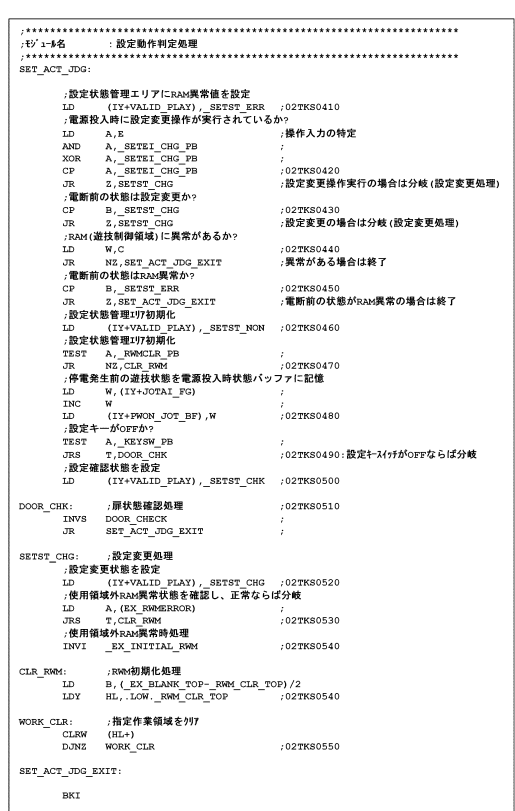 ;******************************************************************
;ﾓｼﾞｭｰﾙ名 : 設定動作判定処理
;******************************************************************
SET_ACT_JDG:
;設定状態管理エリアにRAM異常値を設定
LD (IY+VALID_PLAY),_SETST_ERR ;02TKS0410
;電源投入時に設定変更操作が実行されているか?
LD A,E ;操作入力の特定
AND A,_SETEI_CHG_PB ;
XOR A,_SETEI_CHG_PB ;
CP A,_SETEI_CHG_PB ;02TKS0420
JR Z,SETST_CHG ;設定変更操作実行の場合は分岐(設定変更処理)
;電断前の状態は設定変更か?
CP B,_SETST_CHG ;02TKS0430
JR Z,SETST_CHG ;設定変更の場合は分岐(設定変更処理)
;RAM(遊技制御領域)に異常があるか?
LD W,C ;02TKS0440
JR NZ,SET_ACT_JDG_EXIT ;異常がある場合は終了
;電断前の状態はRAM異常か?
CP B,_SETST_ERR ;02TKS0450
JR Z,SET_ACT_JDG_EXIT ;電断前の状態がRAM異常の場合は終了
;設定状態管理ｴﾘｱ初期化
LD (IY+VALID_PLAY),_SETST_NON ;02TKS0460
;設定状態管理ｴﾘｱ初期化
TEST A,_RWMCLR_PB ;
JR NZ,CLR_RWM ;02TKS0470
;停電発生前の遊技状態を電源投入時状態バッファに記憶
LD W,(IY+JOTAI_FG) ;
INC W ;
LD (IY+PWON_JOT_BF),W ;02TKS0480
;設定キーがOFFか?
TEST A,_KEYSW_PB ;
JRS T,DOOR_CHK ;02TKS0490:設定ｷｰｽｲｯﾁがOFFならば分岐
;設定確認状態を設定
LD (IY+VALID_PLAY),_SETST_CHK ;02TKS0500
DOOR_CHK: ;扉状態確認処理 ;02TKS0510
INVS DOOR_CHECK ;
JR SET_ACT_JDG_EXIT ;
SETST_CHG: ;設定変更処理
;設定変更状態を設定
LD (IY+VALID_PLAY),_SETST_CHG ;02TKS0520
;使用領域外RAM異常状態を確認し、正常ならば分岐
LD A,(EX_RWMERROR) ;
JRS T,CLR_RWM ;02TKS0530
;使用領域外RAM異常時処理
INVI _EX_INITIAL_RWM ;02TKS0540
CLR_RWM: ;RWM初期化処理
LD B,(_EX_BLANK_TOP-_RWM_CLR_TOP)/2
LDY HL,.LOW._RWM_CLR_TOP ;02TKS0540
WORK_CLR: ;指定作業領域をｸﾘｱ
CLRW (HL+)
DJNZ WORK_CLR ;02TKS0550
SET_ACT_JDG_EXIT:
BKI